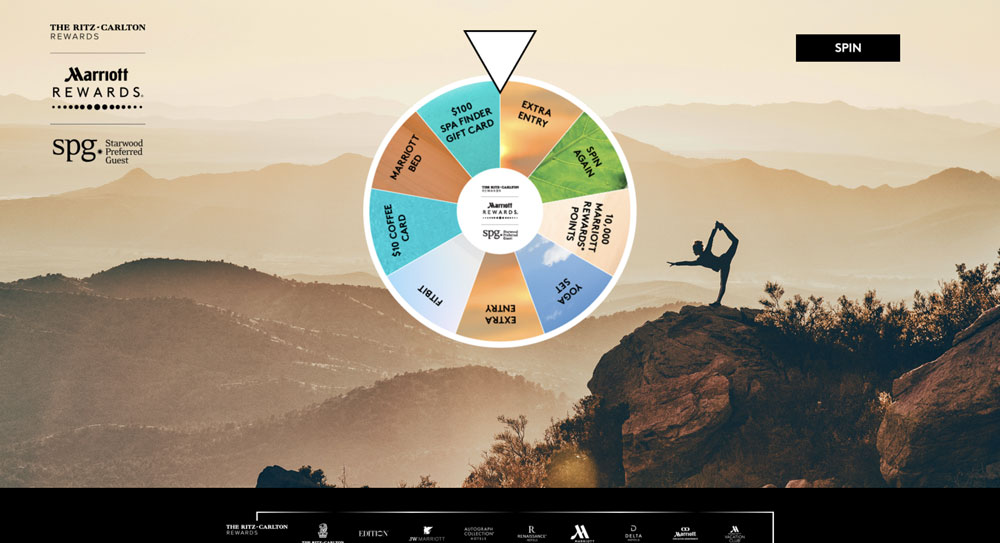 THE RITZ-CARLTON
REWARDS
Marriott
REWARDS®
spg* Starwood
Preferred
Guest
SPIN
$100
SPA FINDER
GIFT CARD
EXTRA
ENTRY
SPIN
AGAIN
10,000
MARRIOTT
REWARDS®
POINTS
YOGA
SET
EXTRA
ENTRY
FITBIT
$10 COFFEE
CARD
MARRIOTT
BED
THE RITZ-CARLTON
REWARDS
Marriott
REWARDS®
spg* Starwood
Preferred
Guest
THE RITZ-CARLTON
REWARDS
THE RITZ-CARLTON
EDITION
JW MARRIOTT
AUTOGRAPH
COLLECTION®
HOTELS
R
RENAISSANCE®
HOTELS
MARRIOTT
D
DELTA
HOTELS
Marriott
MARRIOTT
VACATION
CLUB